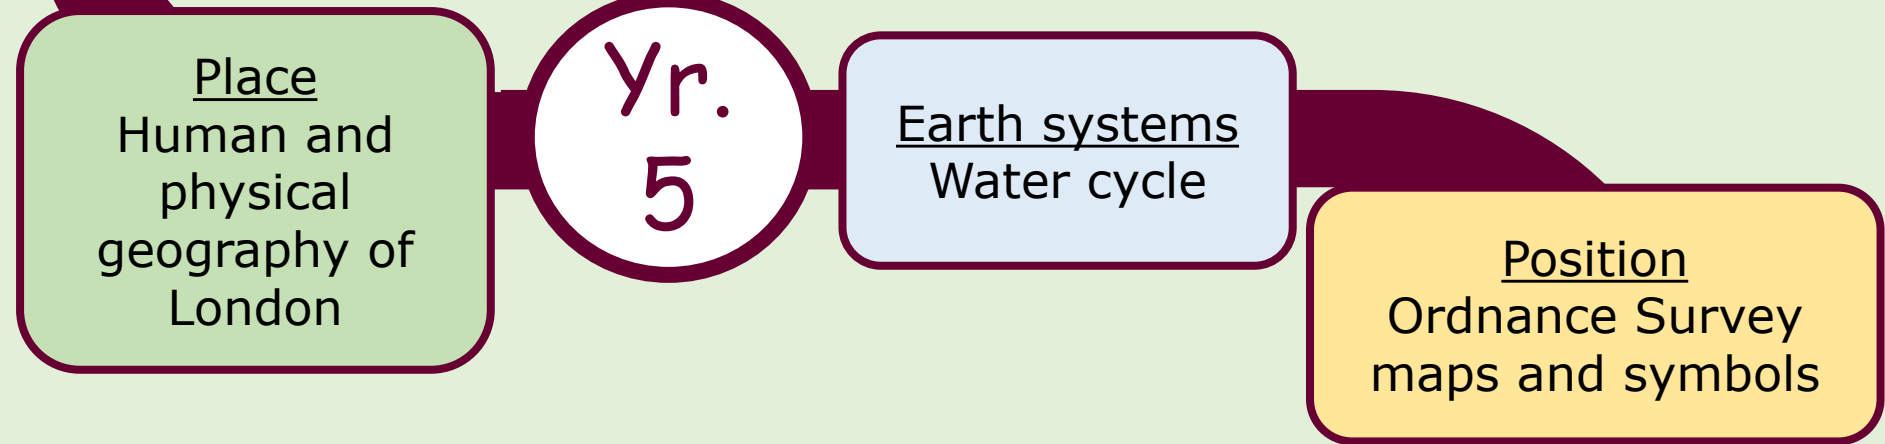 Place
Human and
physical
geography of
London
Yr.
5
Earth systems
Water cycle
Position
Ordnance Survey
maps and symbols